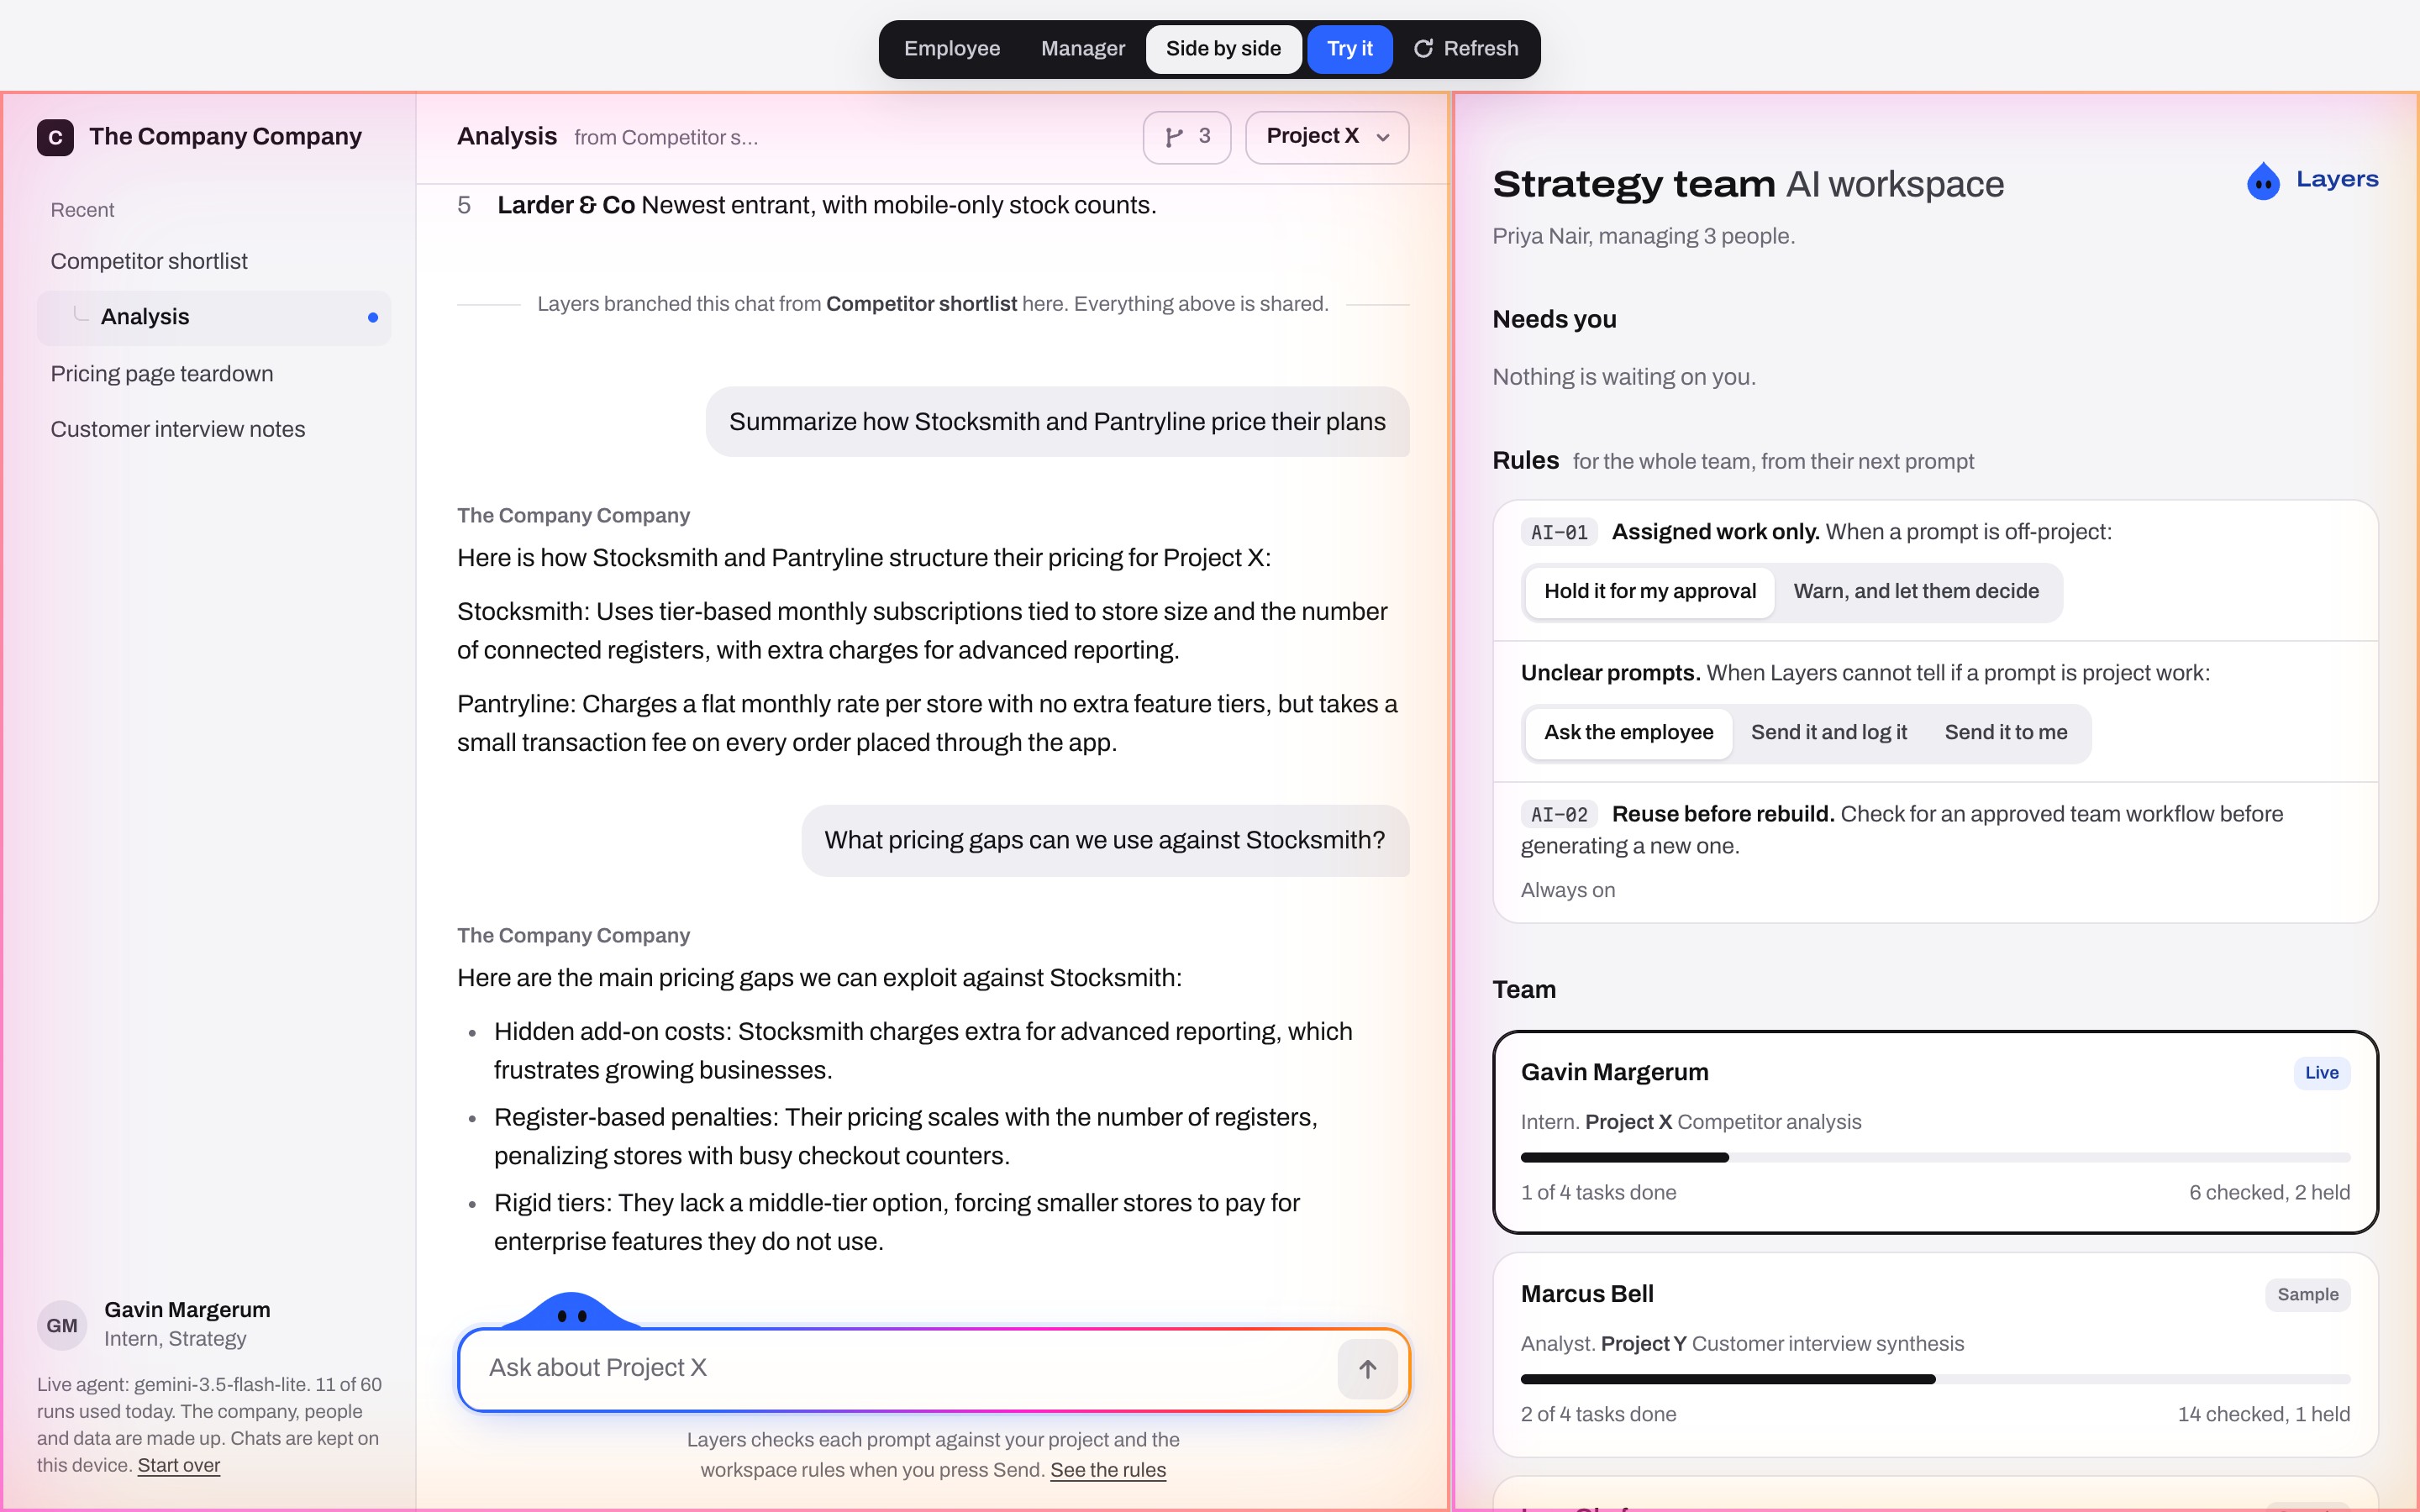 Employee
Manager
Side by side
Try it
Refresh
C
The Company Company
Recent
Competitor shortlist
Analysis
Pricing page teardown
Customer interview notes
GM
Gavin Margerum
Intern, Strategy
Live agent: gemini-3.5-flash-lite. 11 of 60
runs used today. The company, people
and data are made up. Chats are kept on
this device. Start over
Analysis from Competitor s...
3
Project X
5 Larder & Co Newest entrant, with mobile-only stock counts.
Layers branched this chat from Competitor shortlist here. Everything above is shared.
Summarize how Stocksmith and Pantryline price their plans
The Company Company
Here is how Stocksmith and Pantryline structure their pricing for Project X:
Stocksmith: Uses tier-based monthly subscriptions tied to store size and the number
of connected registers, with extra charges for advanced reporting.
Pantryline: Charges a flat monthly rate per store with no extra feature tiers, but takes a
small transaction fee on every order placed through the app.
What pricing gaps can we use against Stocksmith?
The Company Company
Here are the main pricing gaps we can exploit against Stocksmith:
• Hidden add-on costs: Stocksmith charges extra for advanced reporting, which
frustrates growing businesses.
• Register-based penalties: Their pricing scales with the number of registers,
penalizing stores with busy checkout counters.
• Rigid tiers: They lack a middle-tier option, forcing smaller stores to pay for
enterprise features they do not use.
Ask about Project X
Layers checks each prompt against your project and the
workspace rules when you press Send. See the rules
Strategy team AI workspace
Layers
Priya Nair, managing 3 people.
Needs you
Nothing is waiting on you.
Rules for the whole team, from their next prompt
AI-01 Assigned work only. When a prompt is off-project:
Hold it for my approval
Warn, and let them decide
Unclear prompts. When Layers cannot tell if a prompt is project work:
Ask the employee
Send it and log it
Send it to me
AI-02 Reuse before rebuild. Check for an approved team workflow before
generating a new one.
Always on
Team
Gavin Margerum
Live
Intern. Project X Competitor analysis
1 of 4 tasks done
6 checked, 2 held
Marcus Bell
Sample
Analyst. Project Y Customer interview synthesis
2 of 4 tasks done
14 checked, 1 held